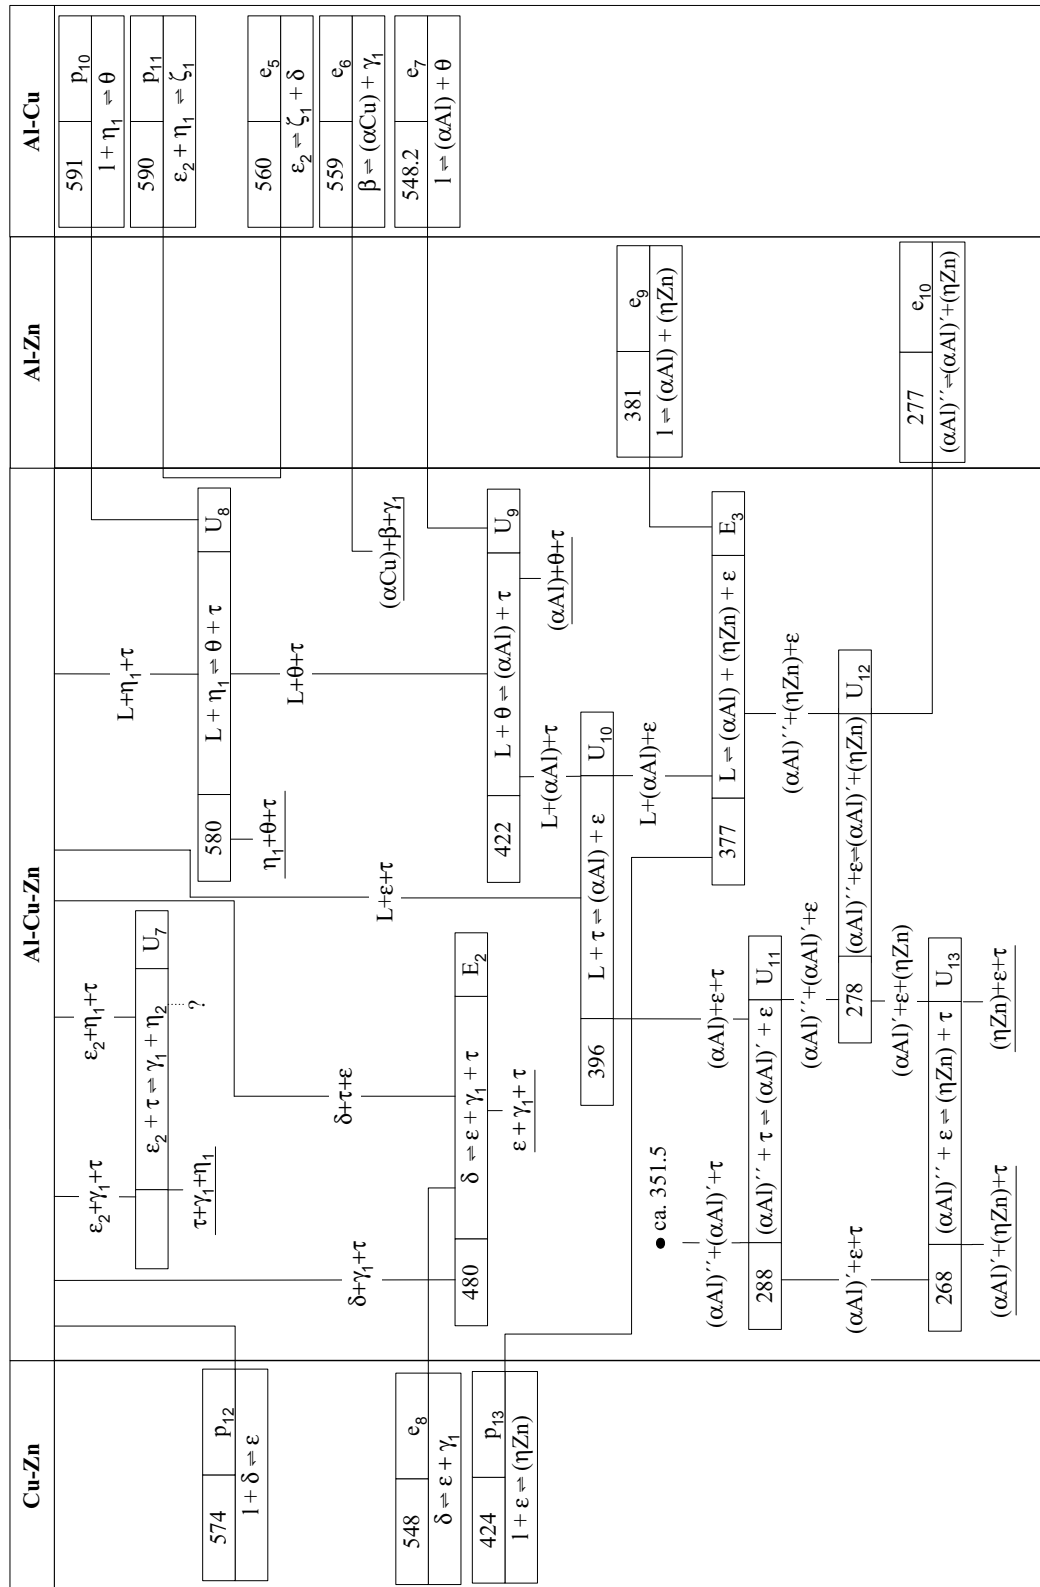 Cu-Zn
Al-Cu-Zn
Al-Zn
Al-Cu
574 p₁₂
l + δ ⇌ ε
548 e₈
δ ⇌ ε + γ₁
424 p₁₃
l + ε ⇌ (ηZn)
ε₂+γ₁+τ
ε₂+η₁+τ
ε₂ + τ ⇌ γ₁ + η₂ U₇
τ+γ₁+η₁
?
L+η₁+τ
580 L + η₁ ⇌ θ + τ U₈
η₁+θ+τ
L+θ+τ
δ+γ₁+τ
δ+τ+ε
L+ε+τ
(αCu)+β+γ₁
480 δ ⇌ ε + γ₁ + τ E₂
ε + γ₁ + τ
422 L + θ ⇌ (αAl) + τ U₉
L+(αAl)+τ
(αAl)+θ+τ
396 L + τ ⇌ (αAl) + ε U₁₀
L+(αAl)+ε
ca. 351.5
(αAl)´´+(αAl)´+τ
(αAl)+ε+τ
377 L ⇌ (αAl) + (ηZn) + ε E₃
(αAl)´´+(ηZn)+ε
288 (αAl)´´ + τ ⇌ (αAl)´ + ε U₁₁
(αAl)´´+(αAl)´+ε
278 (αAl)´´+ε⇌(αAl)´+(ηZn) U₁₂
(αAl)´+ε+τ
(αAl)´+ε+(ηZn)
268 (αAl)´´ + ε ⇌ (ηZn) + τ U₁₃
(αAl)´+(ηZn)+τ
(ηZn)+ε+τ
381 e₉
l ⇌ (αAl) + (ηZn)
277 e₁₀
(αAl)´´⇌(αAl)´+(ηZn)
591 p₁₀
l + η₁ ⇌ θ
590 p₁₁
ε₂ + η₁ ⇌ ζ₁
560 e₅
ε₂ ⇌ ζ₁ + δ
559 e₆
β ⇌ (αCu) + γ₁
548.2 e₇
l ⇌ (αAl) + θ